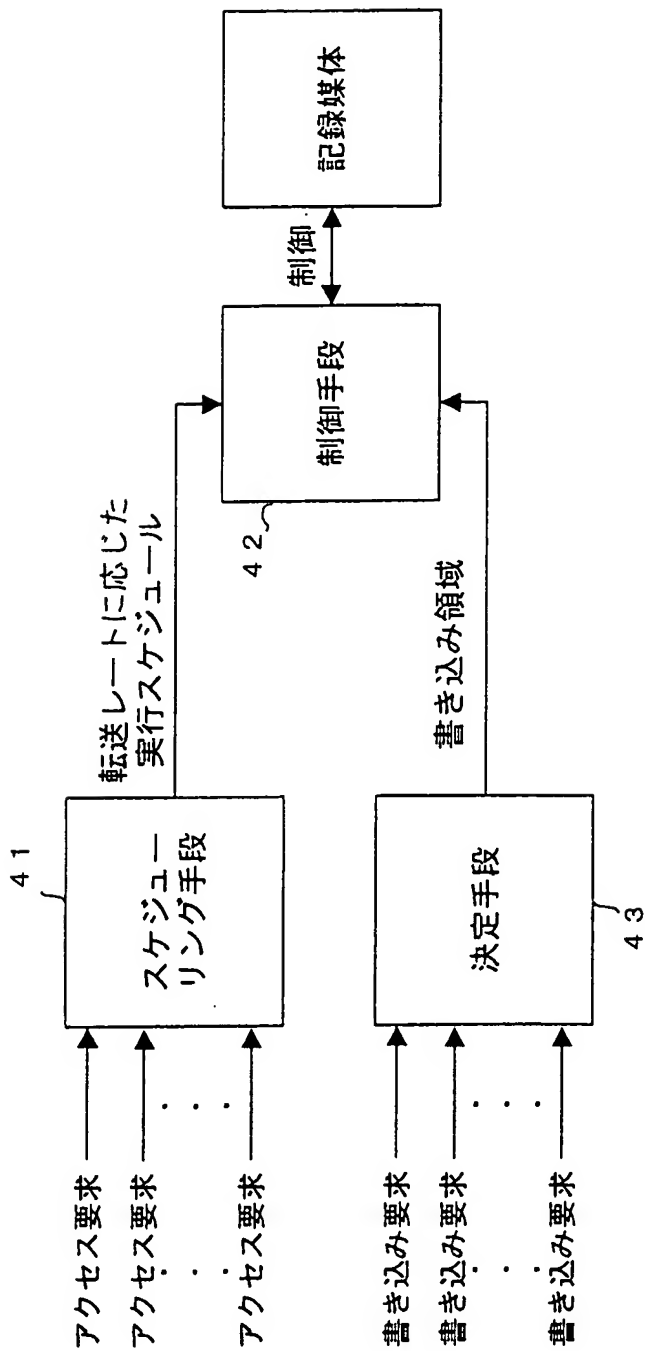 アクセス要求
アクセス要求
・・・
アクセス要求
４１
スケジュー
リング手段
転送レートに応じた
実行スケジュール
書き込み要求
書き込み要求
・・・
書き込み要求
決定手段
４３
書き込み領域
４２
制御手段
制御
記録媒体